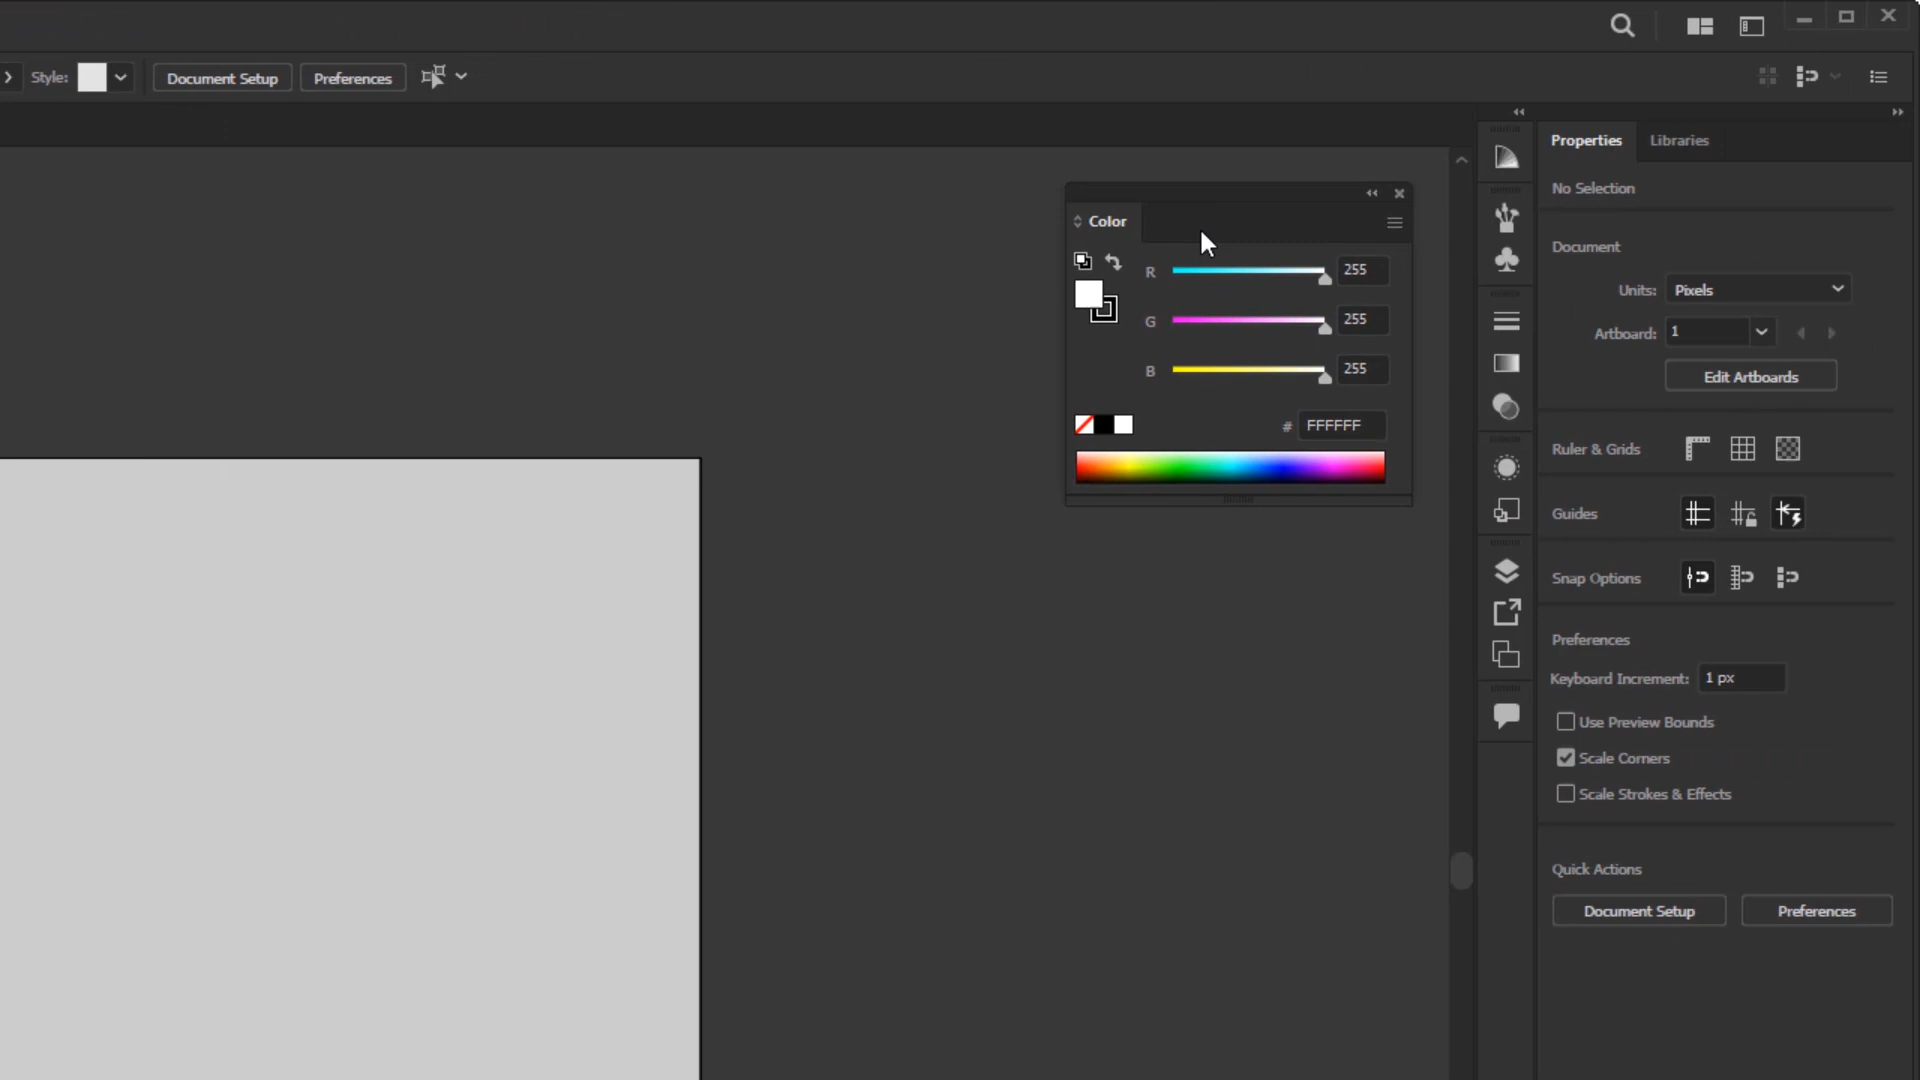 Style:
Document Setup
Preferences
Properties
Libraries
No Selection
Color
R
255
G
255
B
255
# FFFFFF
Document
Units: Pixels
Artboard: 1
Edit Artboards
Ruler & Grids
Guides
Snap Options
Preferences
Keyboard Increment: 1 px
Use Preview Bounds
Scale Corners
Scale Strokes & Effects
Quick Actions
Document Setup
Preferences